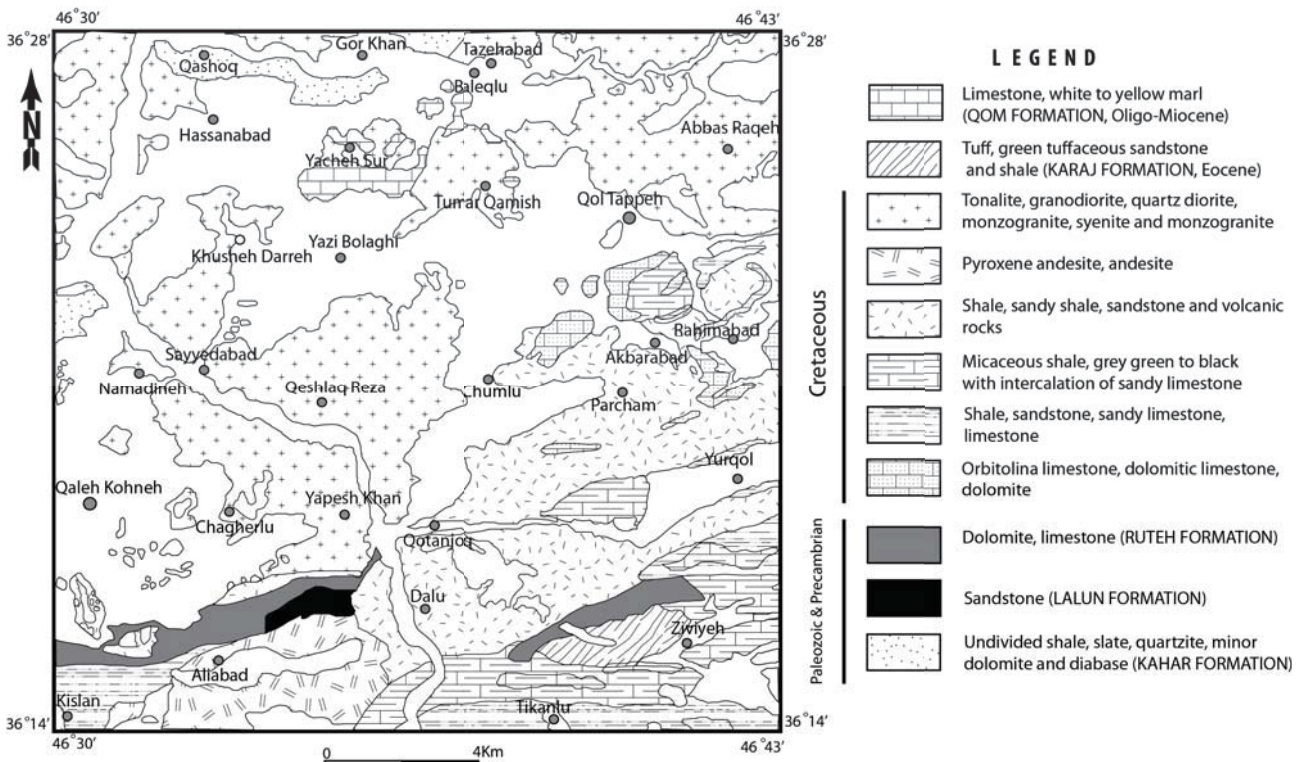 46°30′
46°43′
36°28′
36°28′
N
Gor Khan
Tazehabad
Qashoq
Baleqlu
Hassanabad
Abbas Raqeh
Yacheh Sur
Turrar Qamish
Qol Tappeh
Khusheh Darreh
Yazi Bolaghi
Rahimabad
Sayyedabad
Akbarabad
Namadineh
Qeshlaq Reza
Chumlu
Parcham
Yurqol
Qaleh Kohneh
Yapesh Khan
Chagherlu
Qotanjoq
Dalu
Ziviyeh
Aliabad
Kislan
Tikanlu
36°14′
36°14′
46°30′
46°43′
0 4Km
LEGEND
Limestone, white to yellow marl
(QOM FORMATION, Oligo-Miocene)
Tuff, green tuffaceous sandstone
and shale (KARAJ FORMATION, Eocene)
Cretaceous
Tonalite, granodiorite, quartz diorite,
monzogranite, syenite and monzogranite
Pyroxene andesite, andesite
Shale, sandy shale, sandstone and volcanic
rocks
Micaceous shale, grey green to black
with intercalation of sandy limestone
Shale, sandstone, sandy limestone,
limestone
Orbitolina limestone, dolomitic limestone,
dolomite
Paleozoic & Precambrian
Dolomite, limestone (RUTEH FORMATION)
Sandstone (LALUN FORMATION)
Undivided shale, slate, quartzite, minor
dolomite and diabase (KAHAR FORMATION)